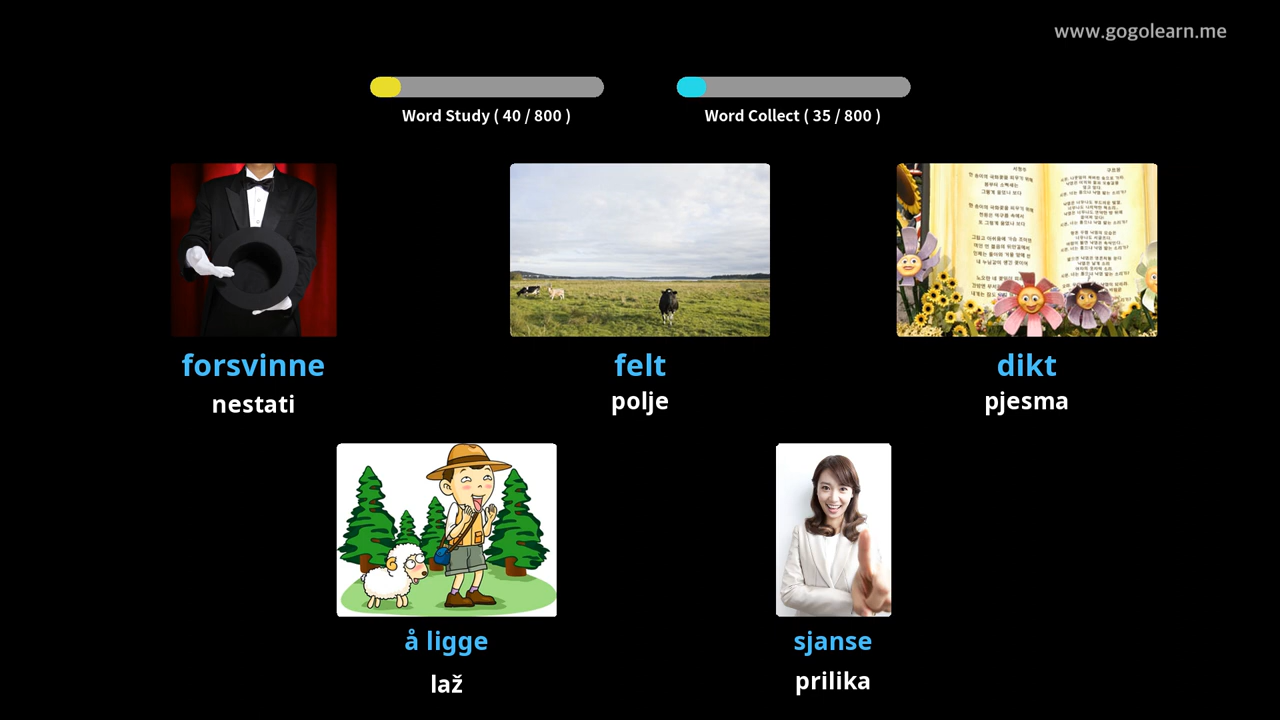 www.gogolearn.me
Word Study ( 40 / 800 )
Word Collect ( 35 / 800 )
forsvinne
nestati
felt
polje
dikt
pjesma
å ligge
laž
sjanse
prilika